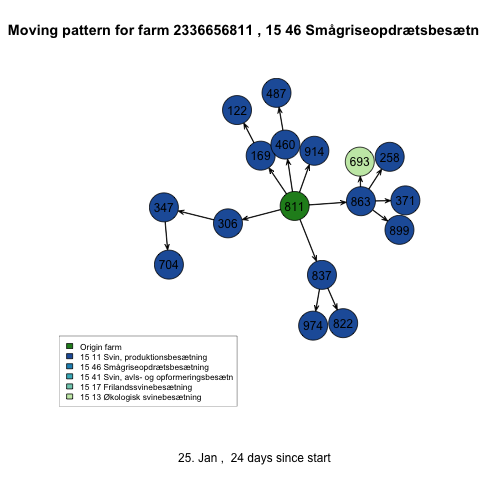 Moving pattern for farm 2336656811 , 15 46 Smågriseopdrætsbesætn
487
122
460
914
169
693
258
863
371
811
347
306
899
704
837
974
822
Origin farm
15 11 Svin, produktionsbesætning
15 46 Smågriseopdrætsbesætning
15 41 Svin, avls- og opformeringsbesætn
15 17 Frilandssvinebesætning
15 13 Økologisk svinebesætning
25. Jan , 24 days since start